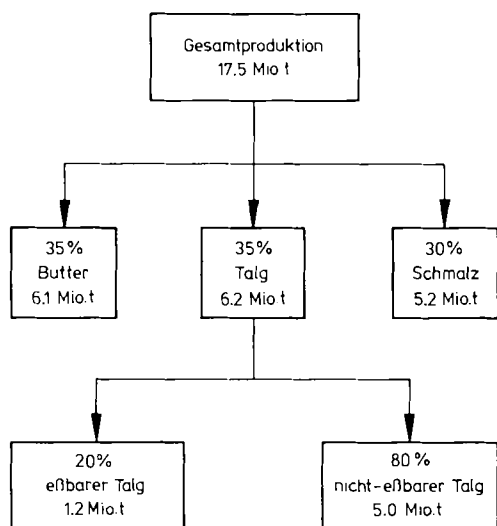 Gesamtproduktion
17.5 Mio.t
35%
Butter
6.1 Mio.t
35%
Talg
6.2 Mio.t
30%
Schmalz
5.2 Mio.t
20%
eßbarer Talg
1.2 Mio.t
80%
nicht-eßbarer Talg
5.0 Mio.t